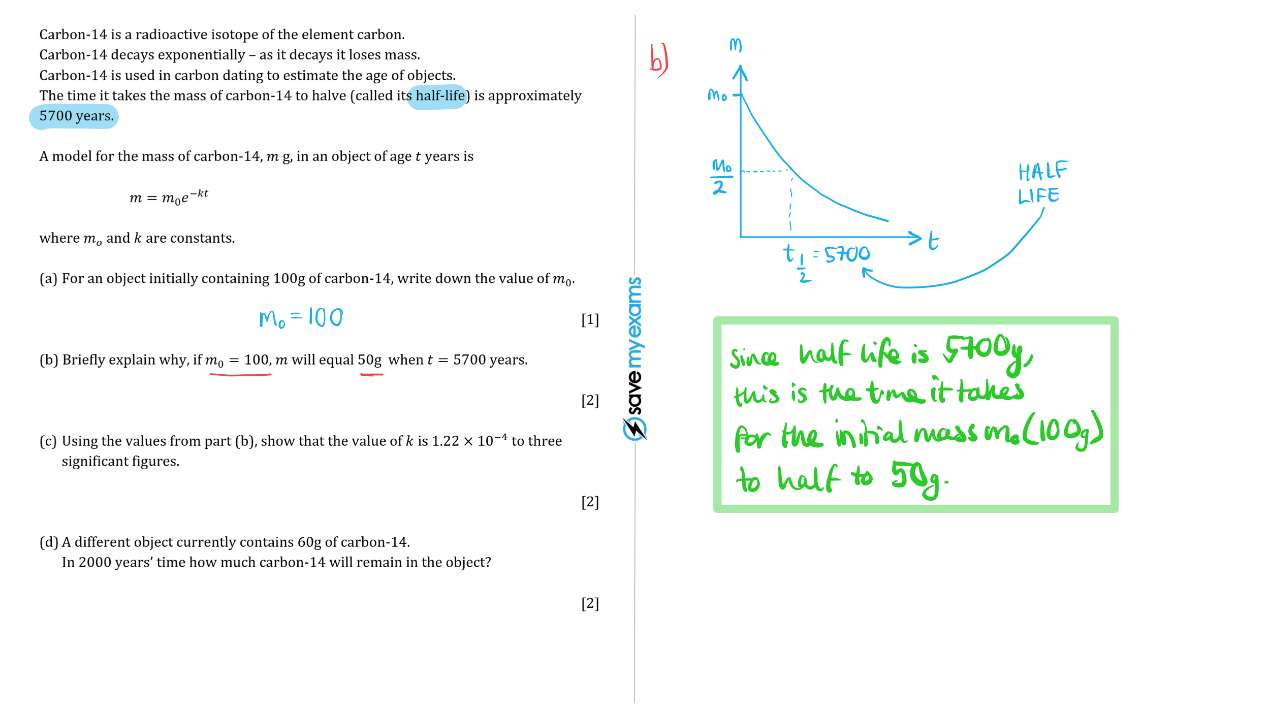 Carbon-14 is a radioactive isotope of the element carbon.
Carbon-14 decays exponentially – as it decays it loses mass.
Carbon-14 is used in carbon dating to estimate the age of objects.
The time it takes the mass of carbon-14 to halve (called its half-life) is approximately
5700 years.
A model for the mass of carbon-14, m g, in an object of age t years is
m = m₀e⁻ᵏᵗ
where mₒ and k are constants.
(a) For an object initially containing 100g of carbon-14, write down the value of m₀.
m₀ = 100
[1]
(b) Briefly explain why, if m₀ = 100, m will equal 50g when t = 5700 years.
[2]
(c) Using the values from part (b), show that the value of k is 1.22 × 10⁻⁴ to three
significant figures.
[2]
(d) A different object currently contains 60g of carbon-14.
In 2000 years' time how much carbon-14 will remain in the object?
[2]
savemyexams
b)
m
m₀
m₀/2
t
t½ = 5700
HALF
LIFE
Since half life is 5700y,
this is the time it takes
for the initial mass m₀ (100g)
to half to 50g.